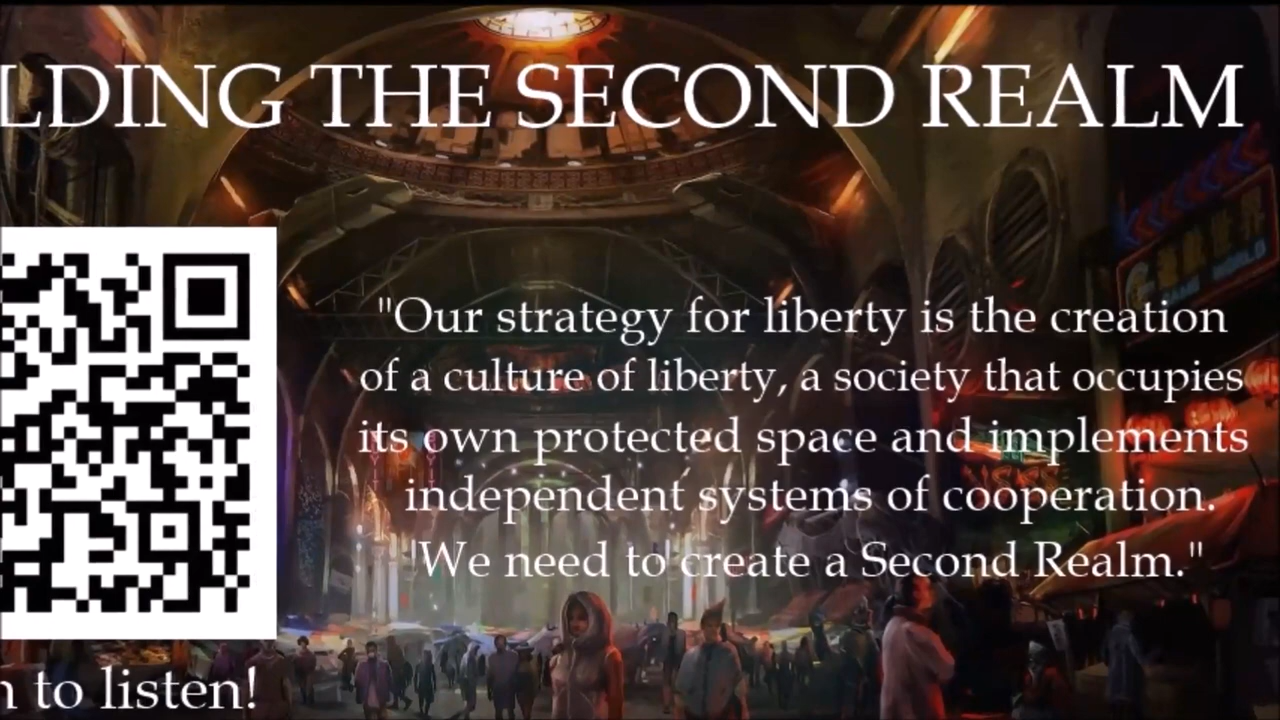 LDING THE SECOND REALM
"Our strategy for liberty is the creation
of a culture of liberty, a society that occupies
its own protected space and implements
independent systems of cooperation.
We need to create a Second Realm."
n to listen!
WORLD